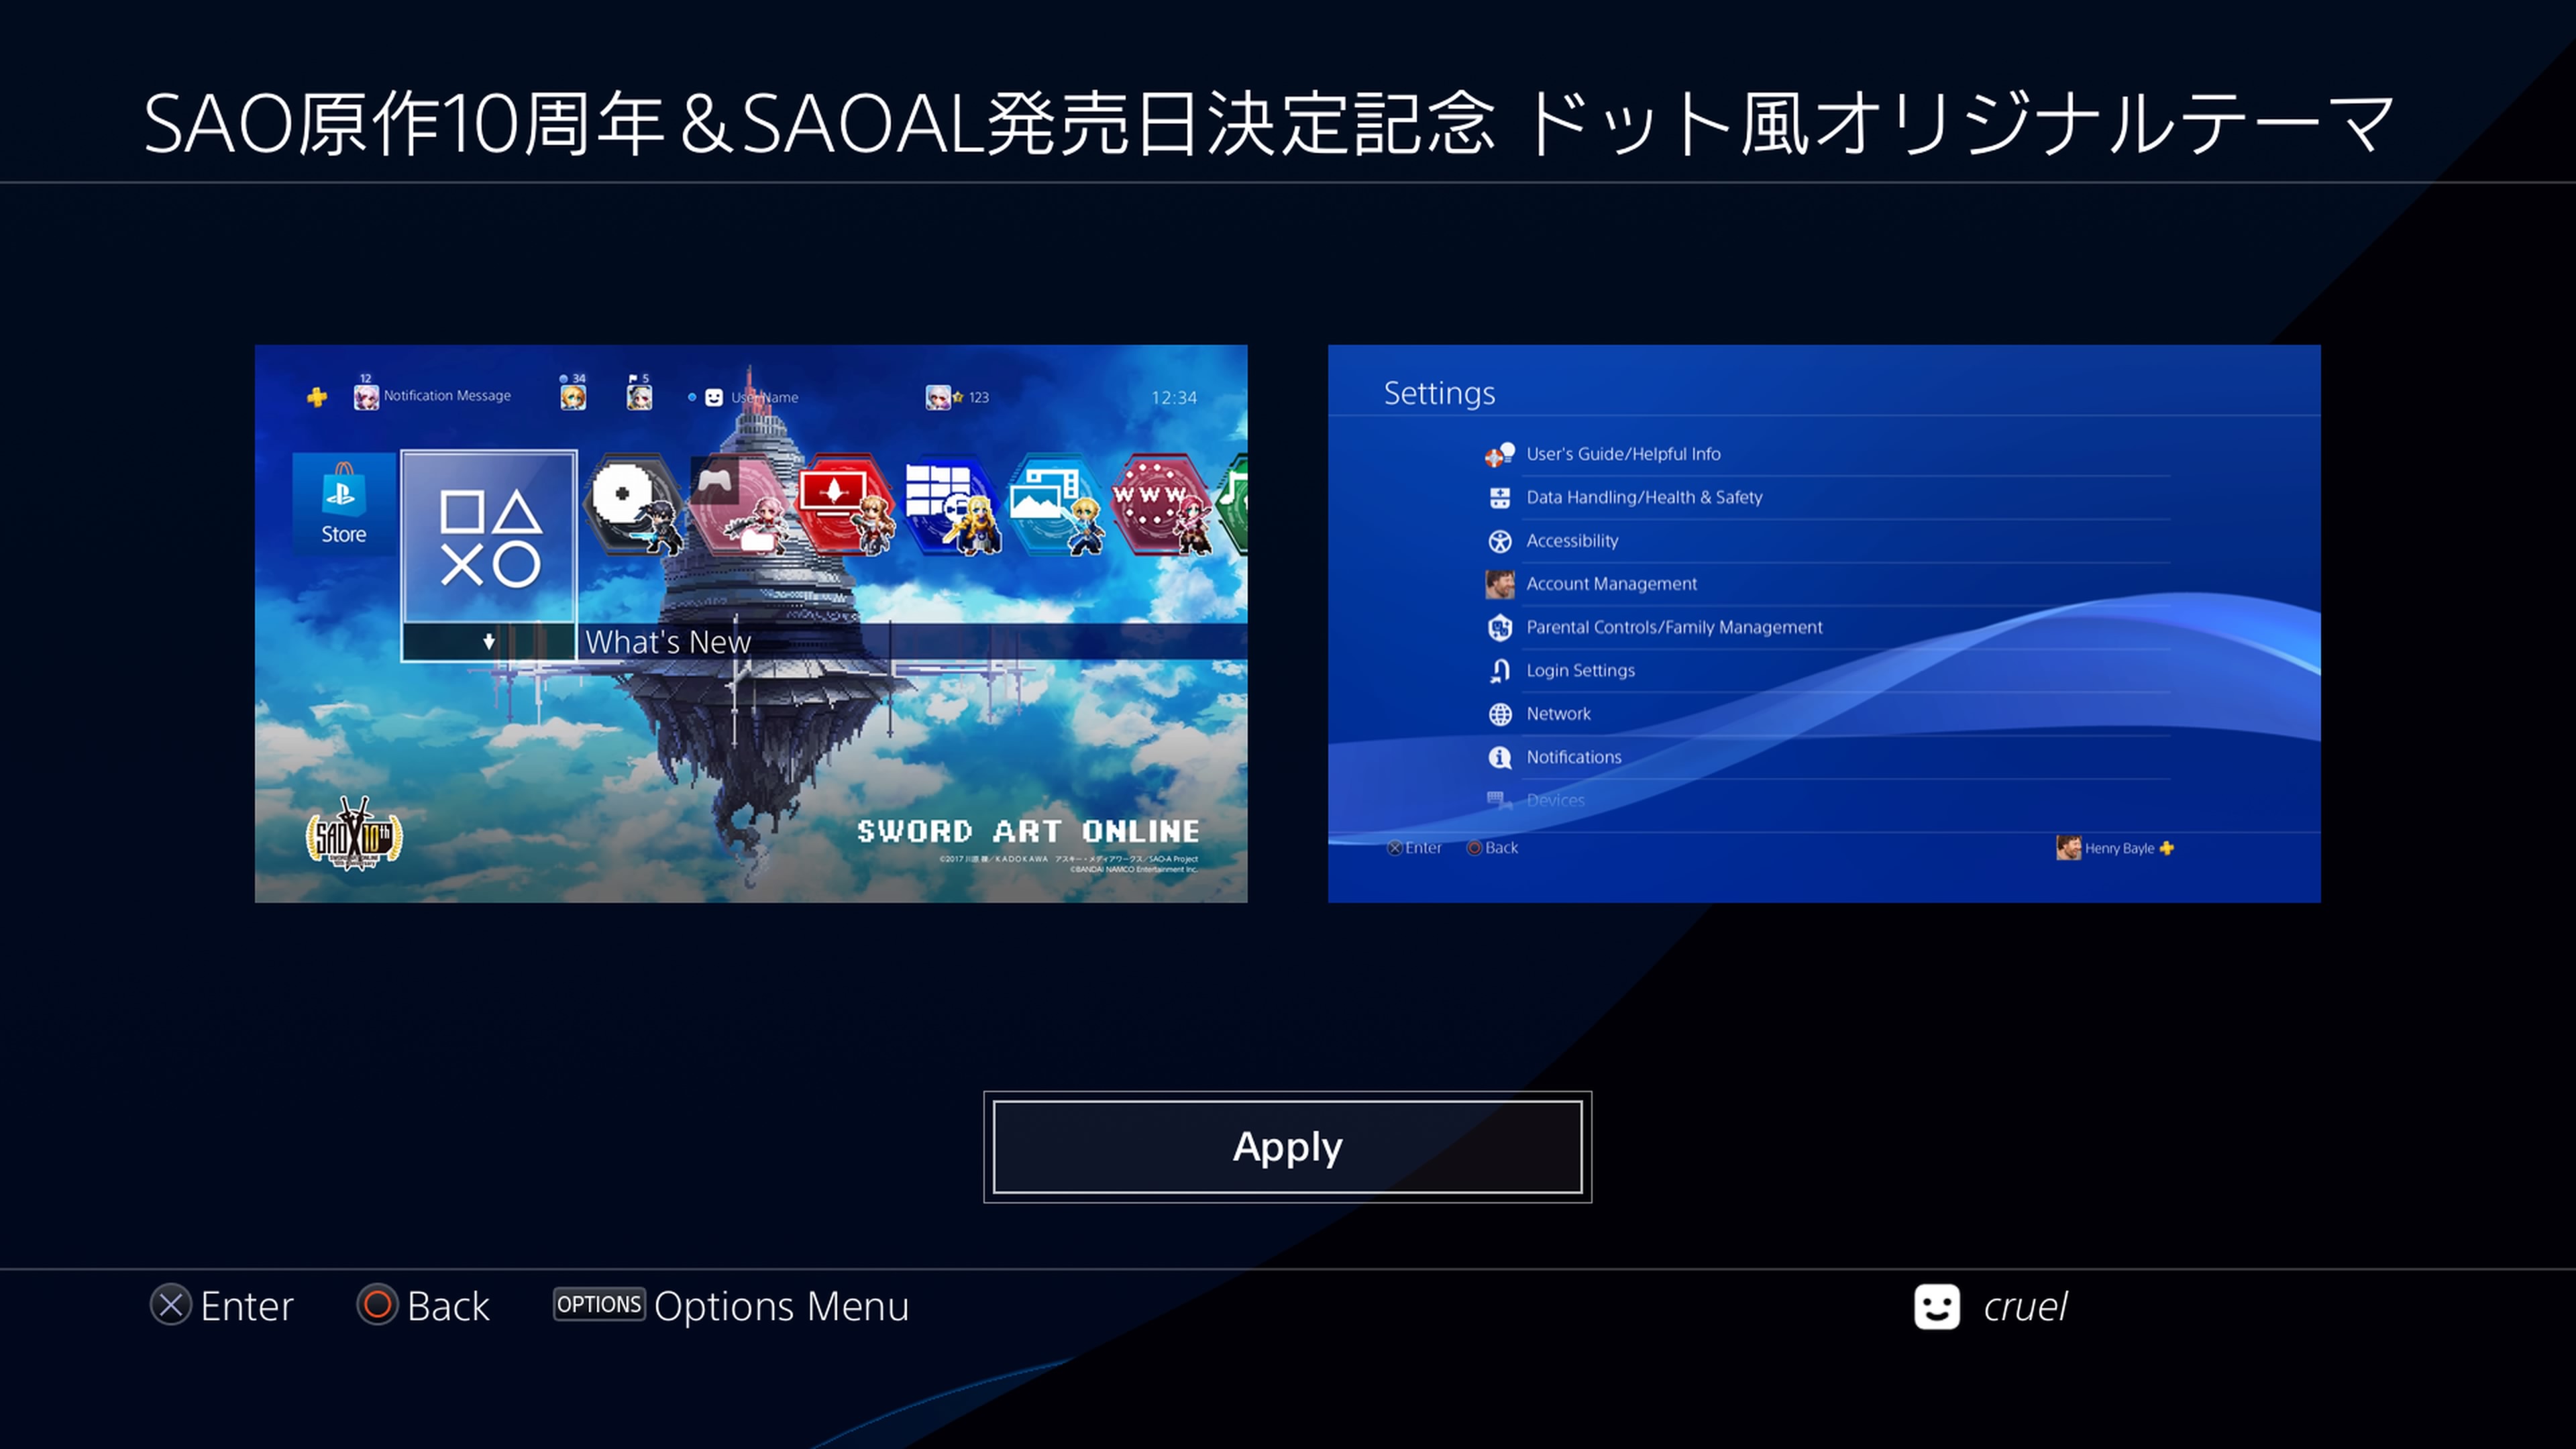 SAO原作10周年＆SAOAL発売日決定記念 ドット風オリジナルテーマ
12
Notification Message
34
5
User Name
123
12:34
Store
WWW
What's New
SAO 10th
SWORD ART ONLINE
©2017 川原 礫／KADOKAWA アスキー・メディアワークス／SAO-A Project
©BANDAI NAMCO Entertainment Inc.
Settings
User's Guide/Helpful Info
Data Handling/Health & Safety
Accessibility
Account Management
Parental Controls/Family Management
Login Settings
Network
Notifications
Devices
Enter
Back
Henry Bayle
Apply
Enter
Back
OPTIONS Options Menu
cruel